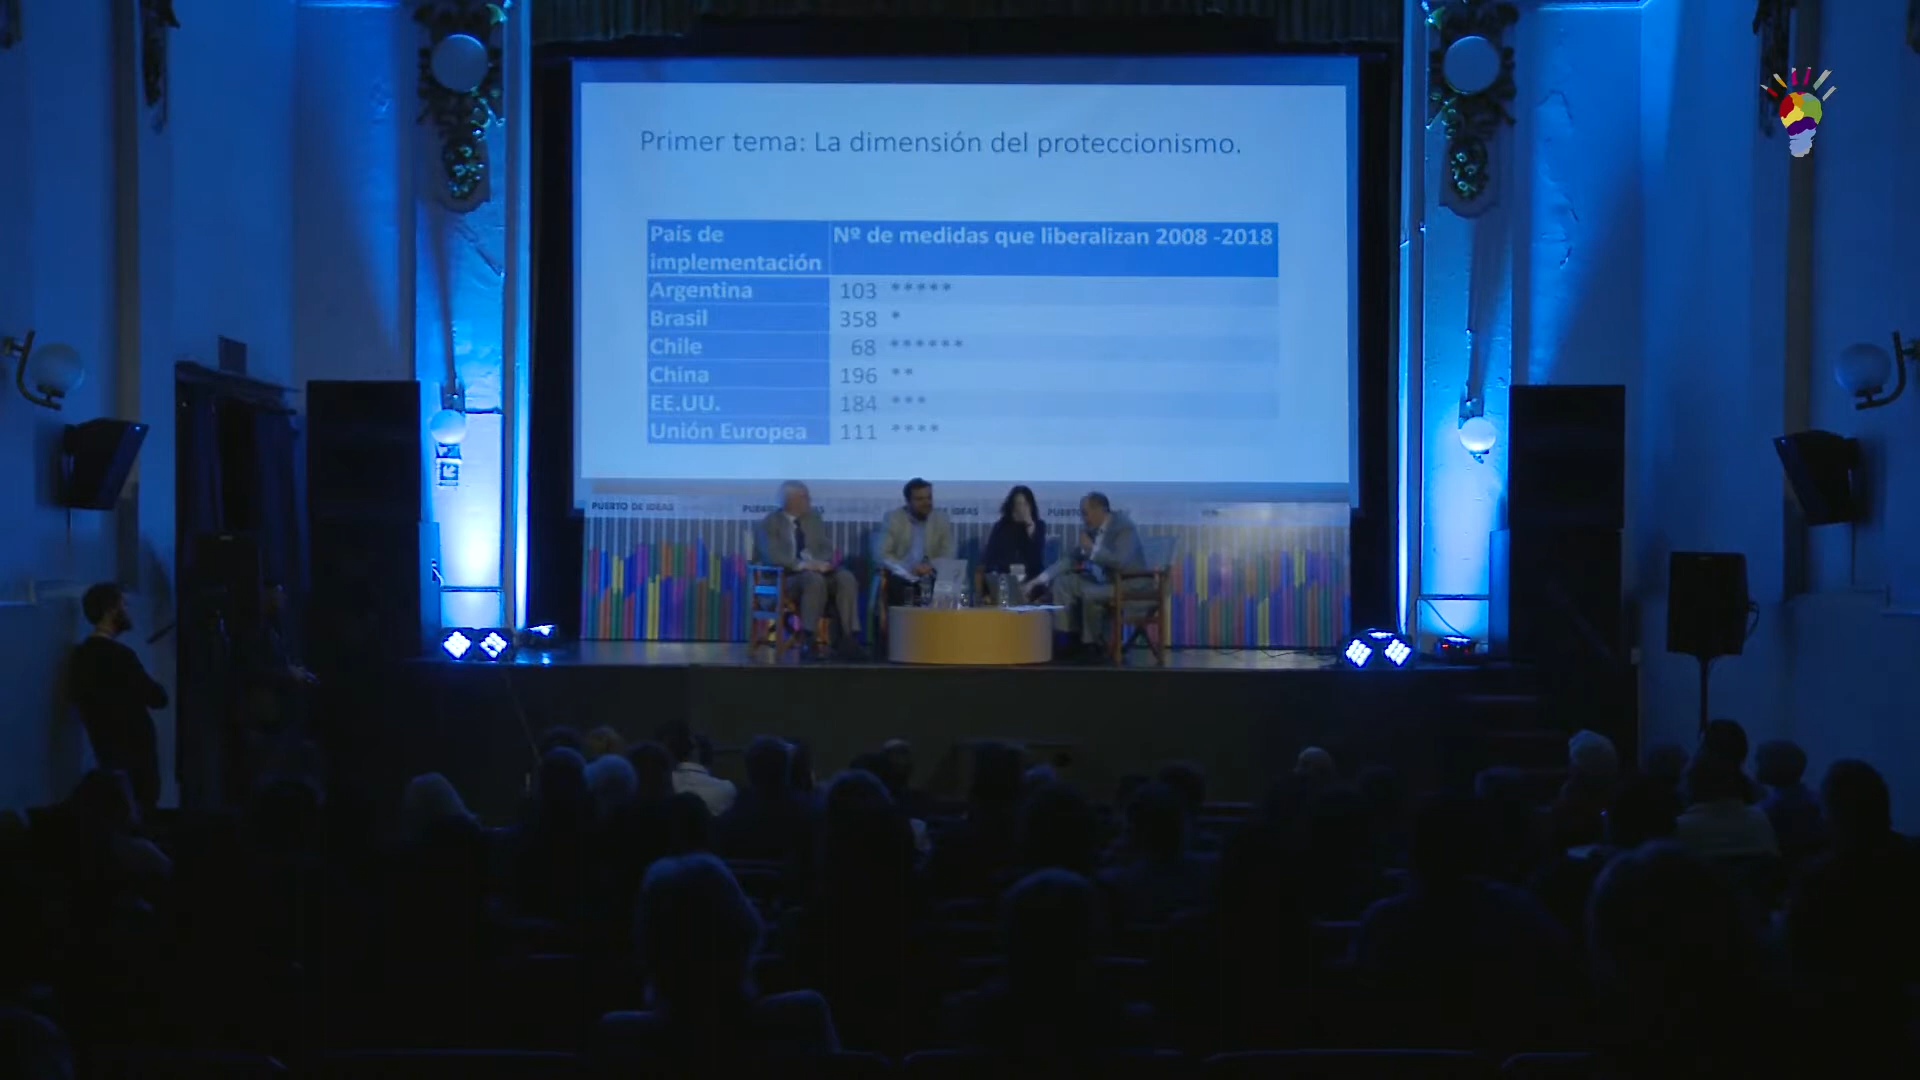 Primer tema: La dimensión del proteccionismo.
País de implementación Nº de medidas que liberalizan 2008 -2018
Argentina 103 *****
Brasil 358 *
Chile 68 ******
China 196 **
EE.UU. 184 ***
Unión Europea 111 ****
PUERTO DE IDEAS